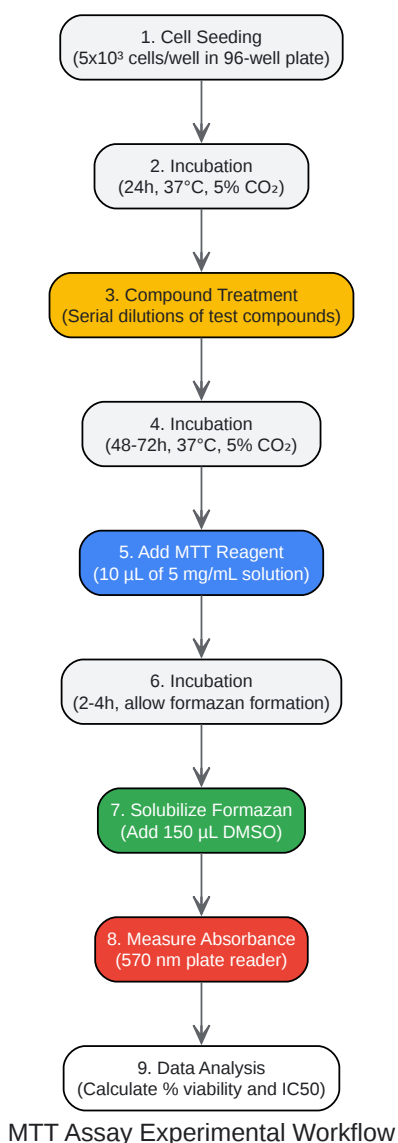 1. Cell Seeding
(5x10³ cells/well in 96-well plate)
2. Incubation
(24h, 37°C, 5% CO₂)
3. Compound Treatment
(Serial dilutions of test compounds)
4. Incubation
(48-72h, 37°C, 5% CO₂)
5. Add MTT Reagent
(10 µL of 5 mg/mL solution)
6. Incubation
(2-4h, allow formazan formation)
7. Solubilize Formazan
(Add 150 µL DMSO)
8. Measure Absorbance
(570 nm plate reader)
9. Data Analysis
(Calculate % viability and IC50)
MTT Assay Experimental Workflow